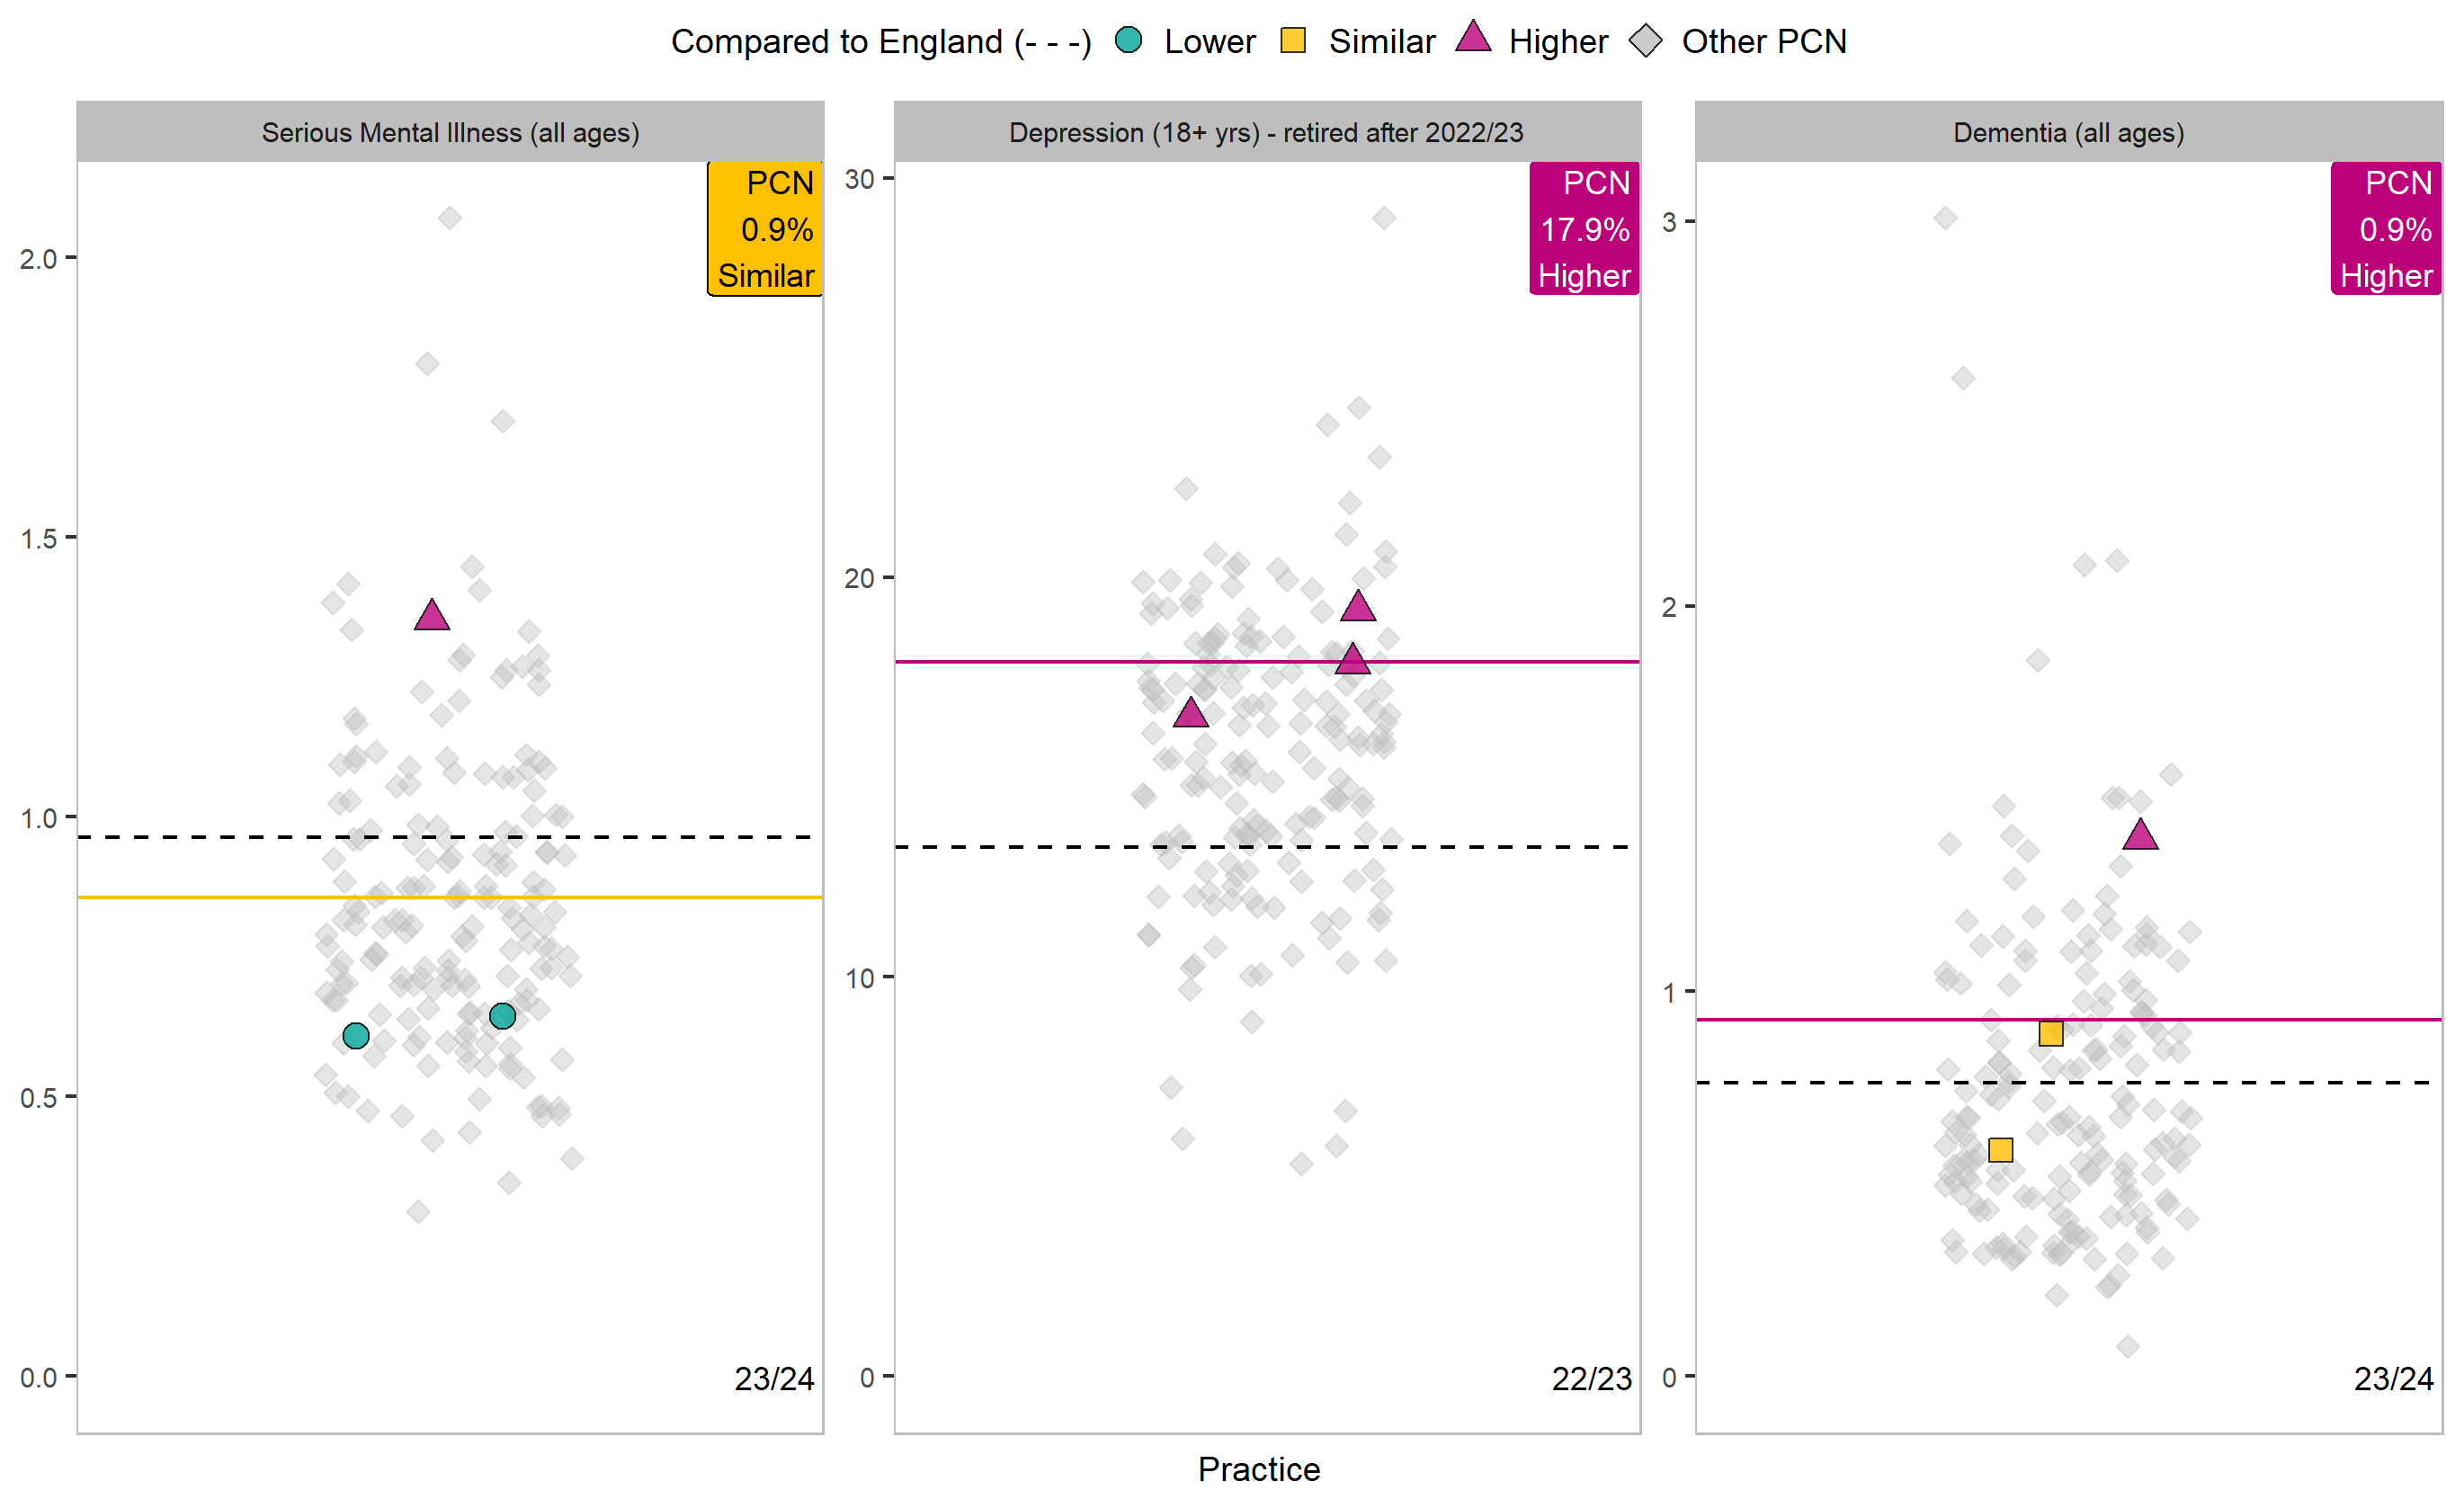 Compared to England (- - -) Lower Similar Higher Other PCN
Serious Mental Illness (all ages)
PCN
0.9%
Similar
2.0
1.5
1.0
0.5
0.0
23/24
Depression (18+ yrs) - retired after 2022/23
PCN
17.9%
Higher
30
20
10
0
22/23
Dementia (all ages)
PCN
0.9%
Higher
3
2
1
0
23/24
Practice